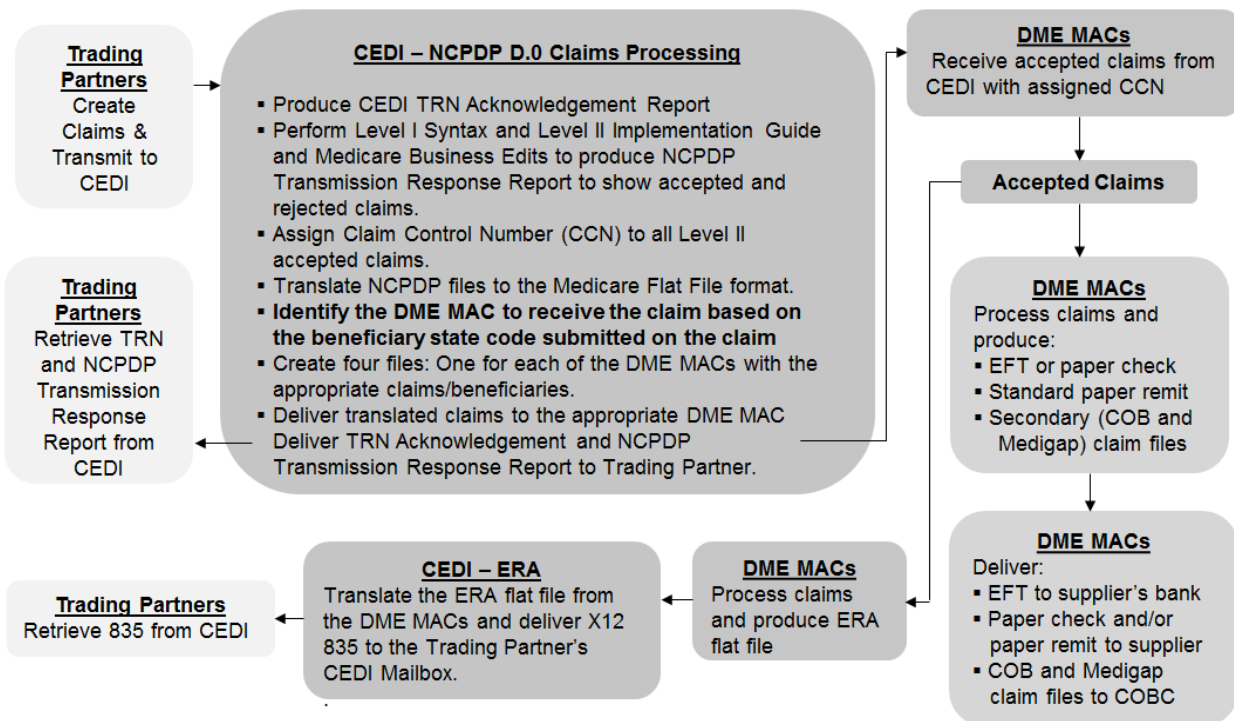 Trading
Partners
Create
Claims &
Transmit to
CEDI
CEDI – NCPDP D.0 Claims Processing
▪ Produce CEDI TRN Acknowledgement Report
▪ Perform Level I Syntax and Level II Implementation Guide
and Medicare Business Edits to produce NCPDP
Transmission Response Report to show accepted and
rejected claims.
▪ Assign Claim Control Number (CCN) to all Level II
accepted claims.
▪ Translate NCPDP files to the Medicare Flat File format.
▪ Identify the DME MAC to receive the claim based on
the beneficiary state code submitted on the claim
▪ Create four files: One for each of the DME MACs with the
appropriate claims/beneficiaries.
▪ Deliver translated claims to the appropriate DME MAC
Deliver TRN Acknowledgement and NCPDP
Transmission Response Report to Trading Partner.
Trading
Partners
Retrieve TRN
and NCPDP
Transmission
Response
Report from
CEDI
DME MACs
Receive accepted claims from
CEDI with assigned CCN
Accepted Claims
DME MACs
Process claims and
produce:
▪ EFT or paper check
▪ Standard paper remit
▪ Secondary (COB and
Medigap) claim files
DME MACs
Deliver:
▪ EFT to supplier's bank
▪ Paper check and/or
paper remit to supplier
▪ COB and Medigap
claim files to COBC
DME MACs
Process claims
and produce ERA
flat file
CEDI – ERA
Translate the ERA flat file from
the DME MACs and deliver X12
835 to the Trading Partner's
CEDI Mailbox.
.
Trading Partners
Retrieve 835 from CEDI